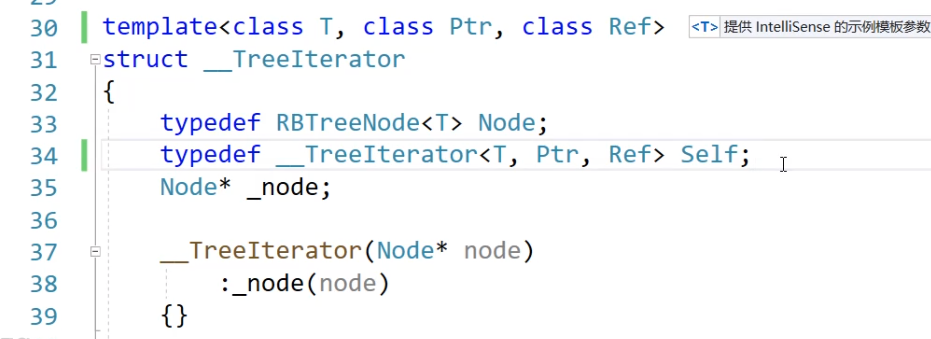 30 template<class T, class Ptr, class Ref> <T> 提供 IntelliSense 的示例模板参数
31 struct __TreeIterator
32 {
33 typedef RBTreeNode<T> Node;
34 typedef __TreeIterator<T, Ptr, Ref> Self;
35 Node* _node;
36
37 __TreeIterator(Node* node)
38 :_node(node)
39 {}